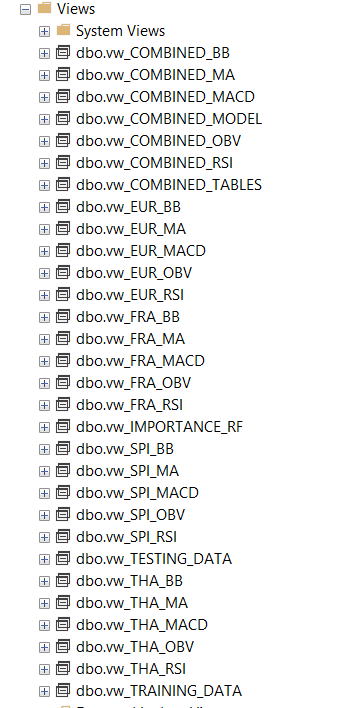 Views
System Views
dbo.vw_COMBINED_BB
dbo.vw_COMBINED_MA
dbo.vw_COMBINED_MACD
dbo.vw_COMBINED_MODEL
dbo.vw_COMBINED_OBV
dbo.vw_COMBINED_RSI
dbo.vw_COMBINED_TABLES
dbo.vw_EUR_BB
dbo.vw_EUR_MA
dbo.vw_EUR_MACD
dbo.vw_EUR_OBV
dbo.vw_EUR_RSI
dbo.vw_FRA_BB
dbo.vw_FRA_MA
dbo.vw_FRA_MACD
dbo.vw_FRA_OBV
dbo.vw_FRA_RSI
dbo.vw_IMPORTANCE_RF
dbo.vw_SPI_BB
dbo.vw_SPI_MA
dbo.vw_SPI_MACD
dbo.vw_SPI_OBV
dbo.vw_SPI_RSI
dbo.vw_TESTING_DATA
dbo.vw_THA_BB
dbo.vw_THA_MA
dbo.vw_THA_MACD
dbo.vw_THA_OBV
dbo.vw_THA_RSI
dbo.vw_TRAINING_DATA